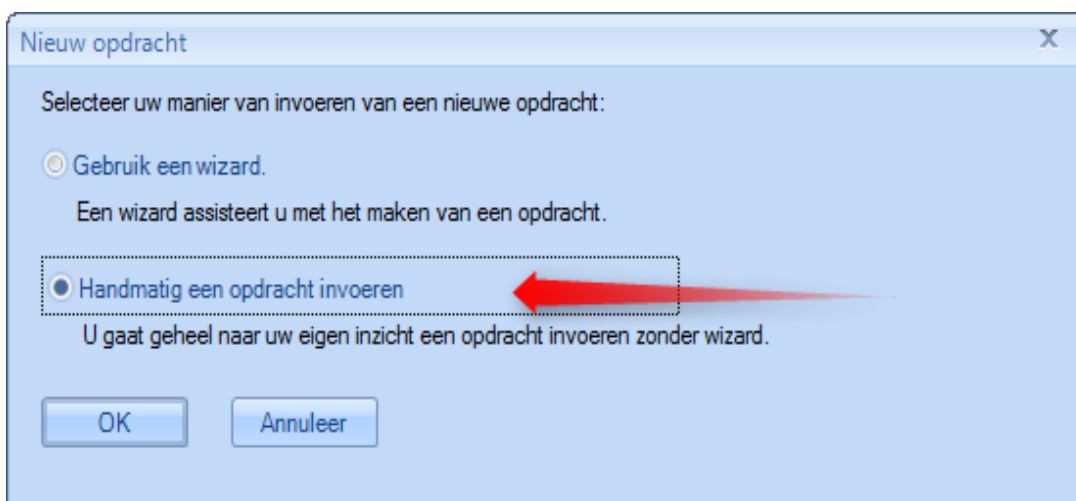 Nieuw opdracht
X
Selecteer uw manier van invoeren van een nieuwe opdracht:
Gebruik een wizard.
Een wizard assisteert u met het maken van een opdracht.
Handmatig een opdracht invoeren
U gaat geheel naar uw eigen inzicht een opdracht invoeren zonder wizard.
OK Annuleer